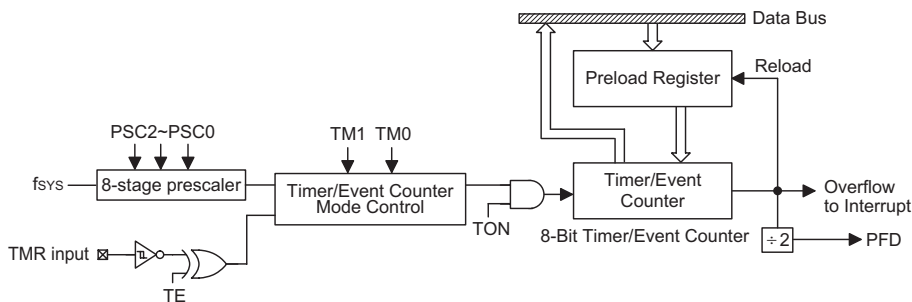 Data Bus
Preload Register
Reload
PSC2~PSC0
TM1 TM0
fSYS
8-stage prescaler
Timer/Event Counter
Mode Control
TON
Timer/Event
Counter
8-Bit Timer/Event Counter
Overflow
to Interrupt
÷2
PFD
TMR input
TE